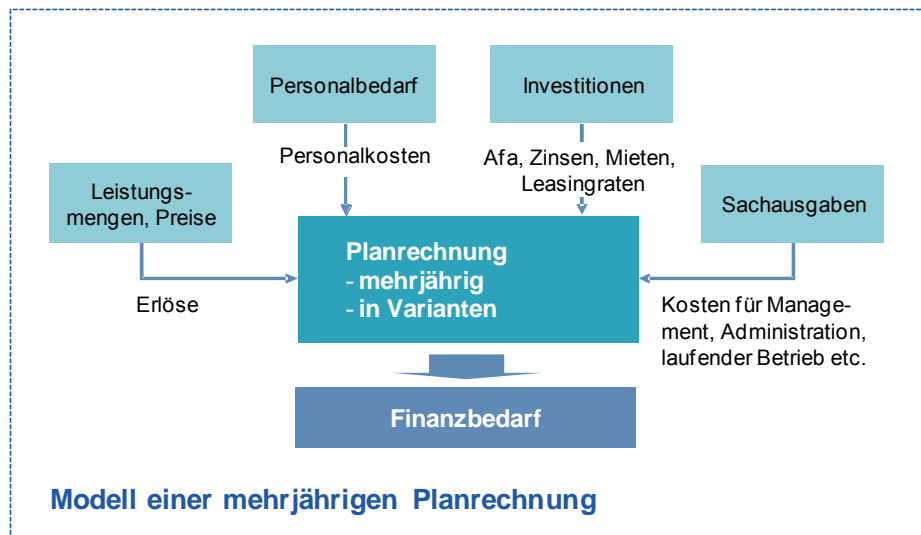 Personalbedarf
Investitionen
Personalkosten
Afa, Zinsen, Mieten,
Leasingraten
Leistungs-
mengen, Preise
Sachausgaben
Planrechnung
- mehrjährig
- in Varianten
Erlöse
Kosten für Manage-
ment, Administration,
laufender Betrieb etc.
Finanzbedarf
Modell einer mehrjährigen Planrechnung